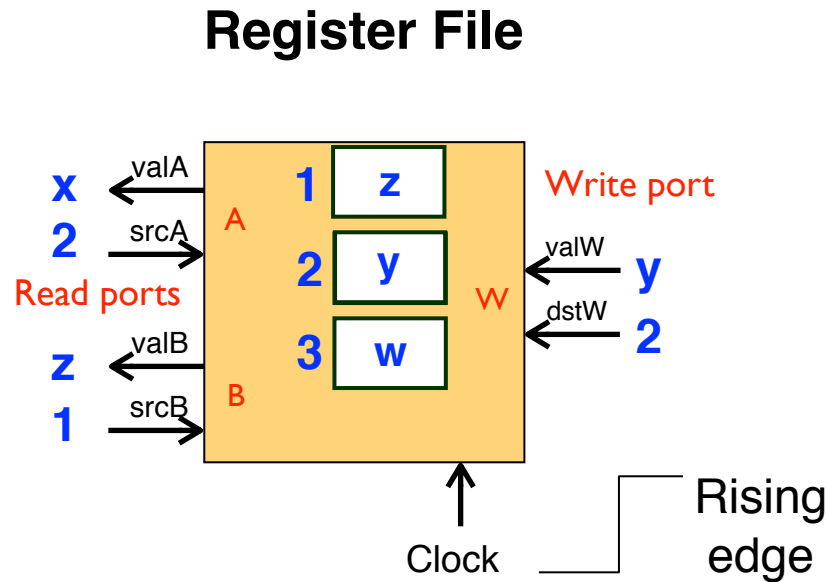 Register File
x
valA
2
srcA
A
Read ports
z
valB
1
srcB
B
1
z
2
y
3
w
Write port
W
valW
y
dstW
2
Clock
Rising
edge